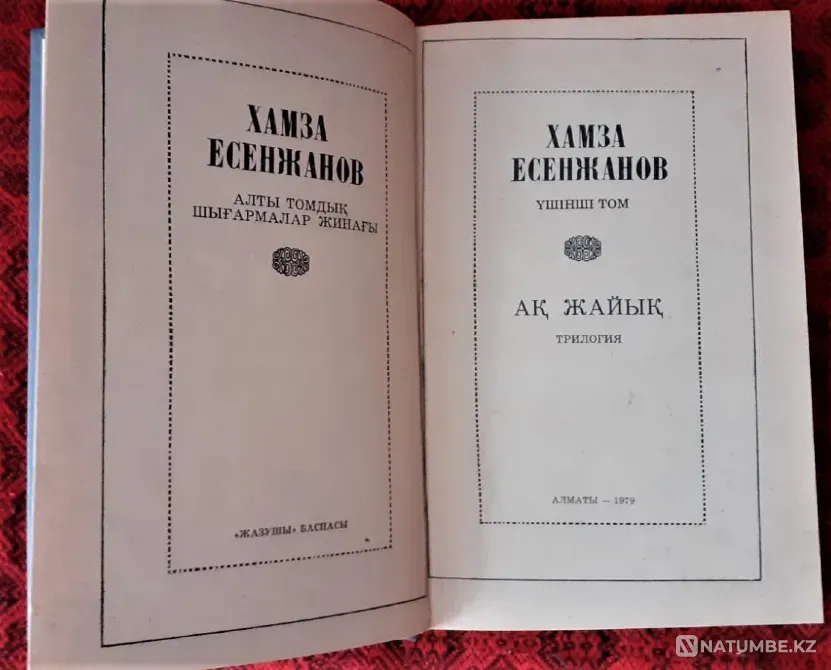 ХАМЗА
ЕСЕНЖАНОВ
АЛТЫ ТОМДЫҚ
ШЫҒАРМАЛАР ЖИНАҒЫ
«ЖАЗУШЫ» БАСПАСЫ
ХАМЗА
ЕСЕНЖАНОВ
ҮШІНШІ ТОМ
АҚ ЖАЙЫҚ
ТРИЛОГИЯ
АЛМАТЫ — 1979
NATUMBE.KZ